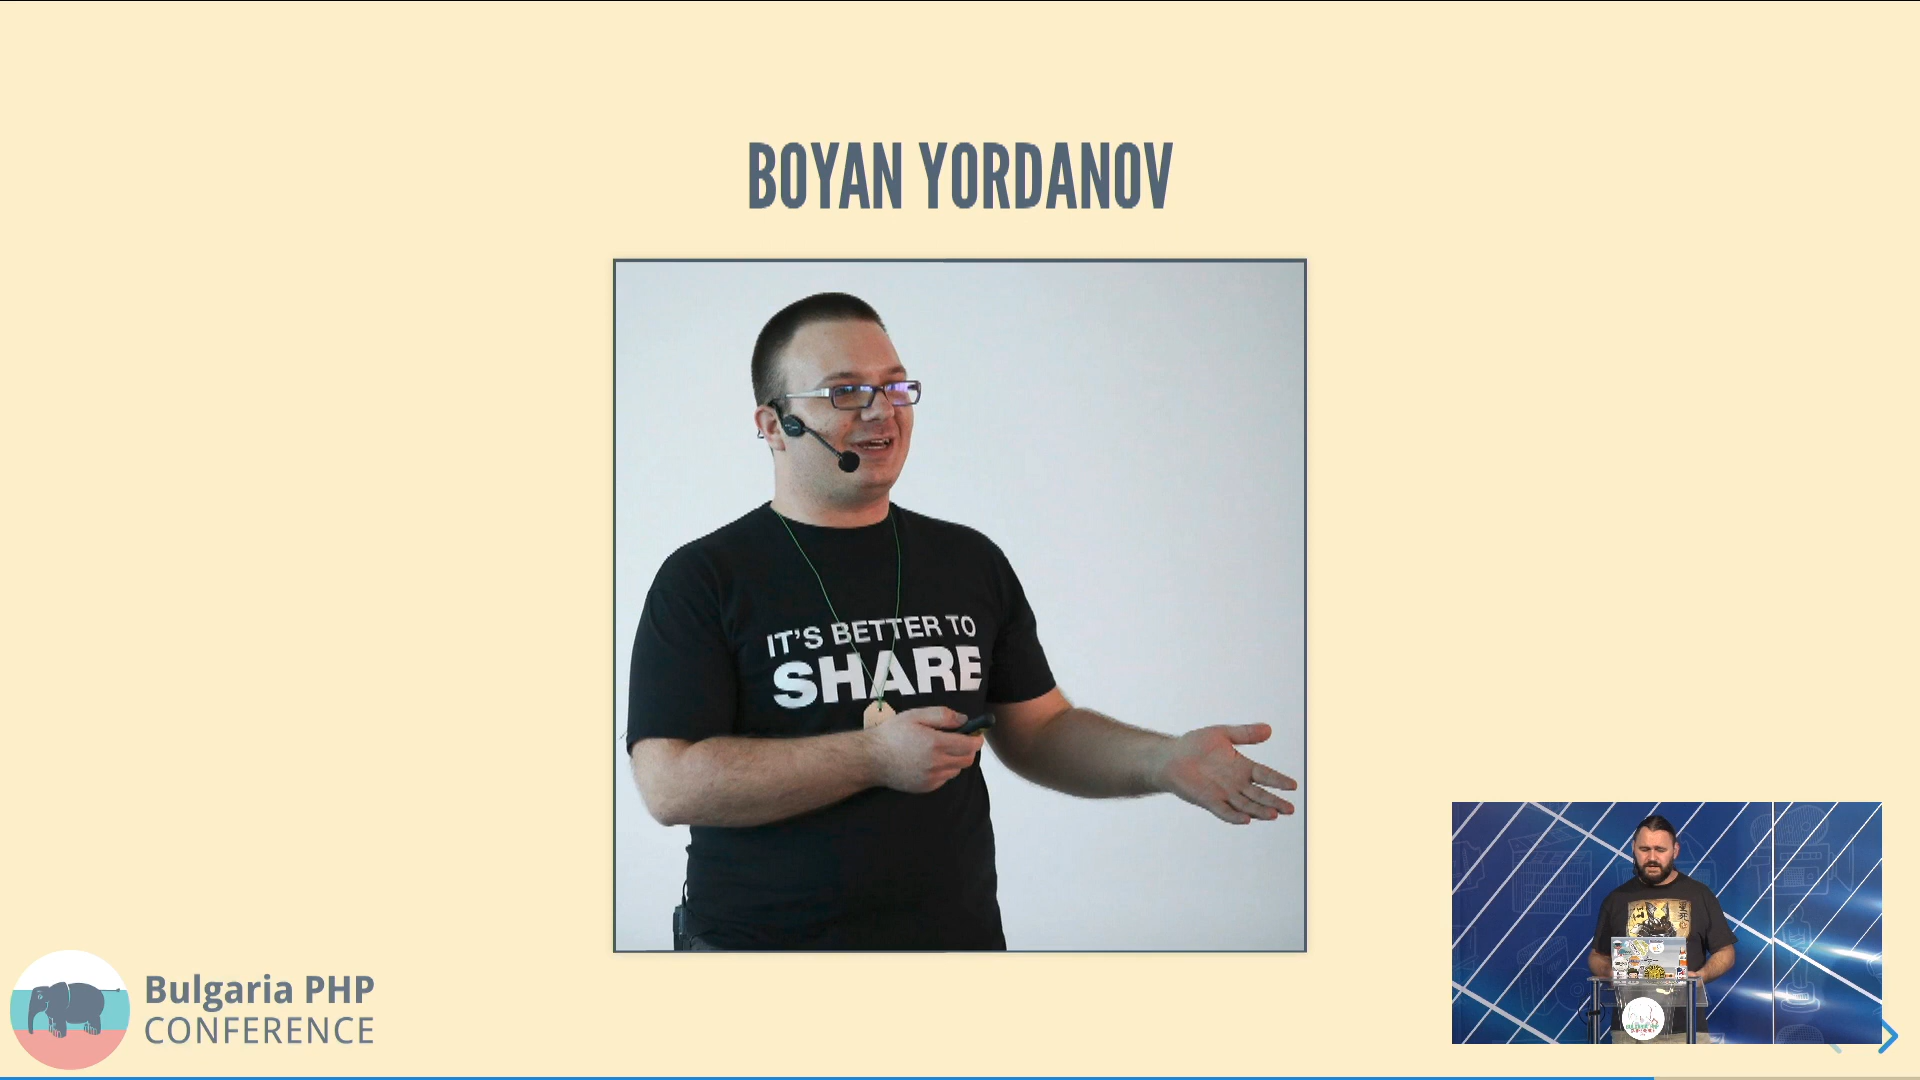 BOYAN YORDANOV
IT'S BETTER TO
SHARE
Bulgaria PHP
CONFERENCE